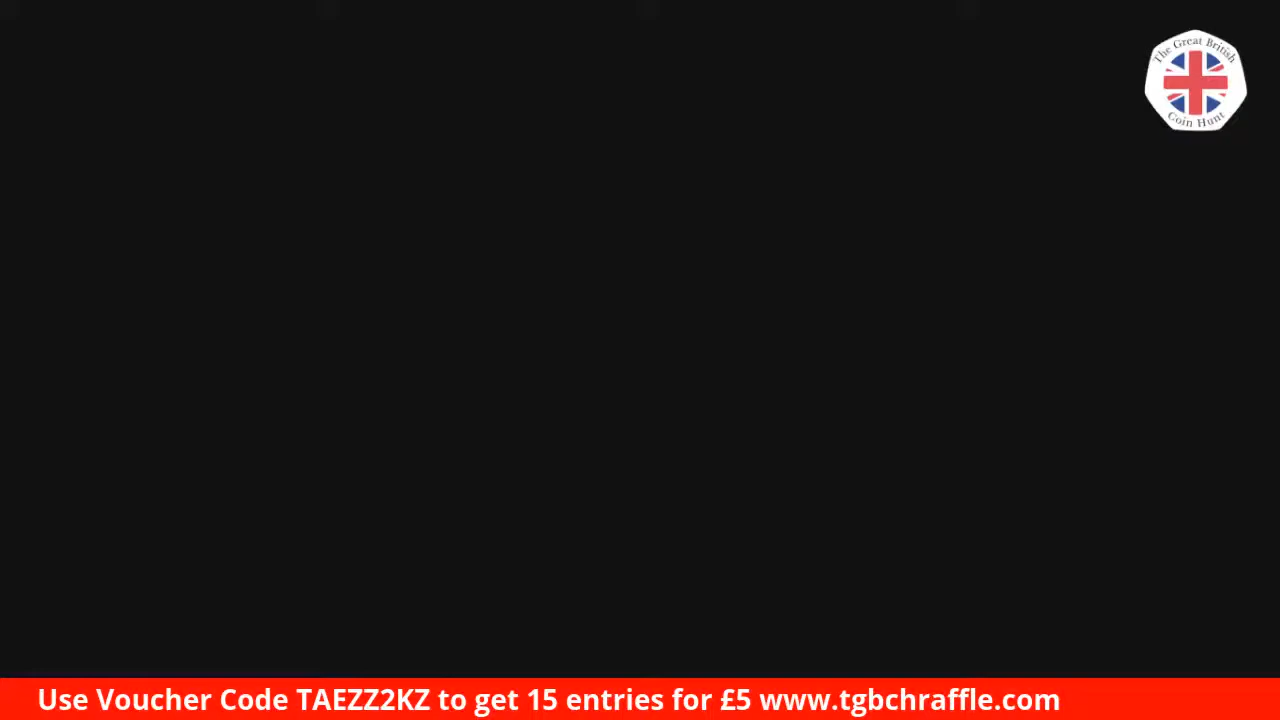 The Great British
Coin Hunt
Use Voucher Code TAEZZ2KZ to get 15 entries for £5 www.tgbchraffle.com